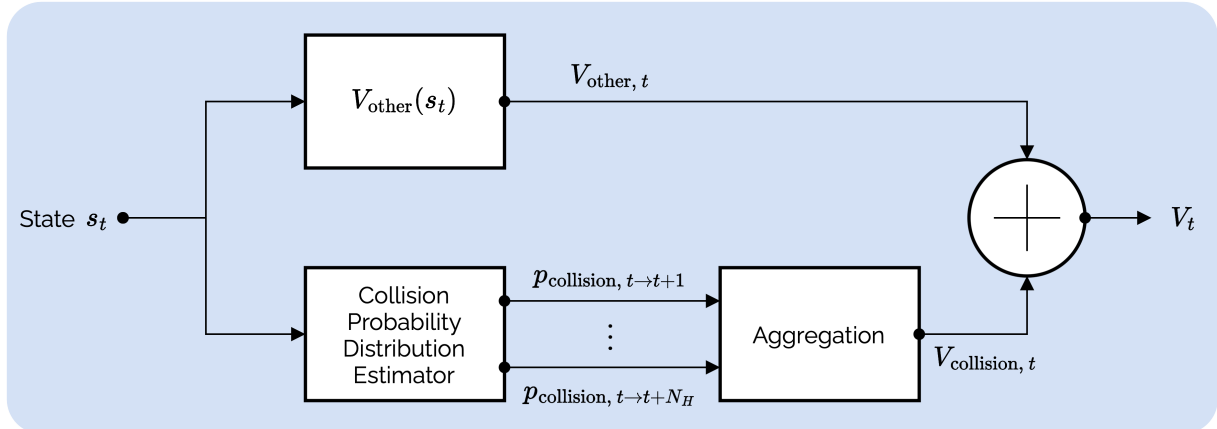 V_other, t
V_other(s_t)
State s_t
V_t
p_collision, t→t+1
Collision
Probability
Distribution
Estimator
⋮
Aggregation
V_collision, t
p_collision, t→t+N_H